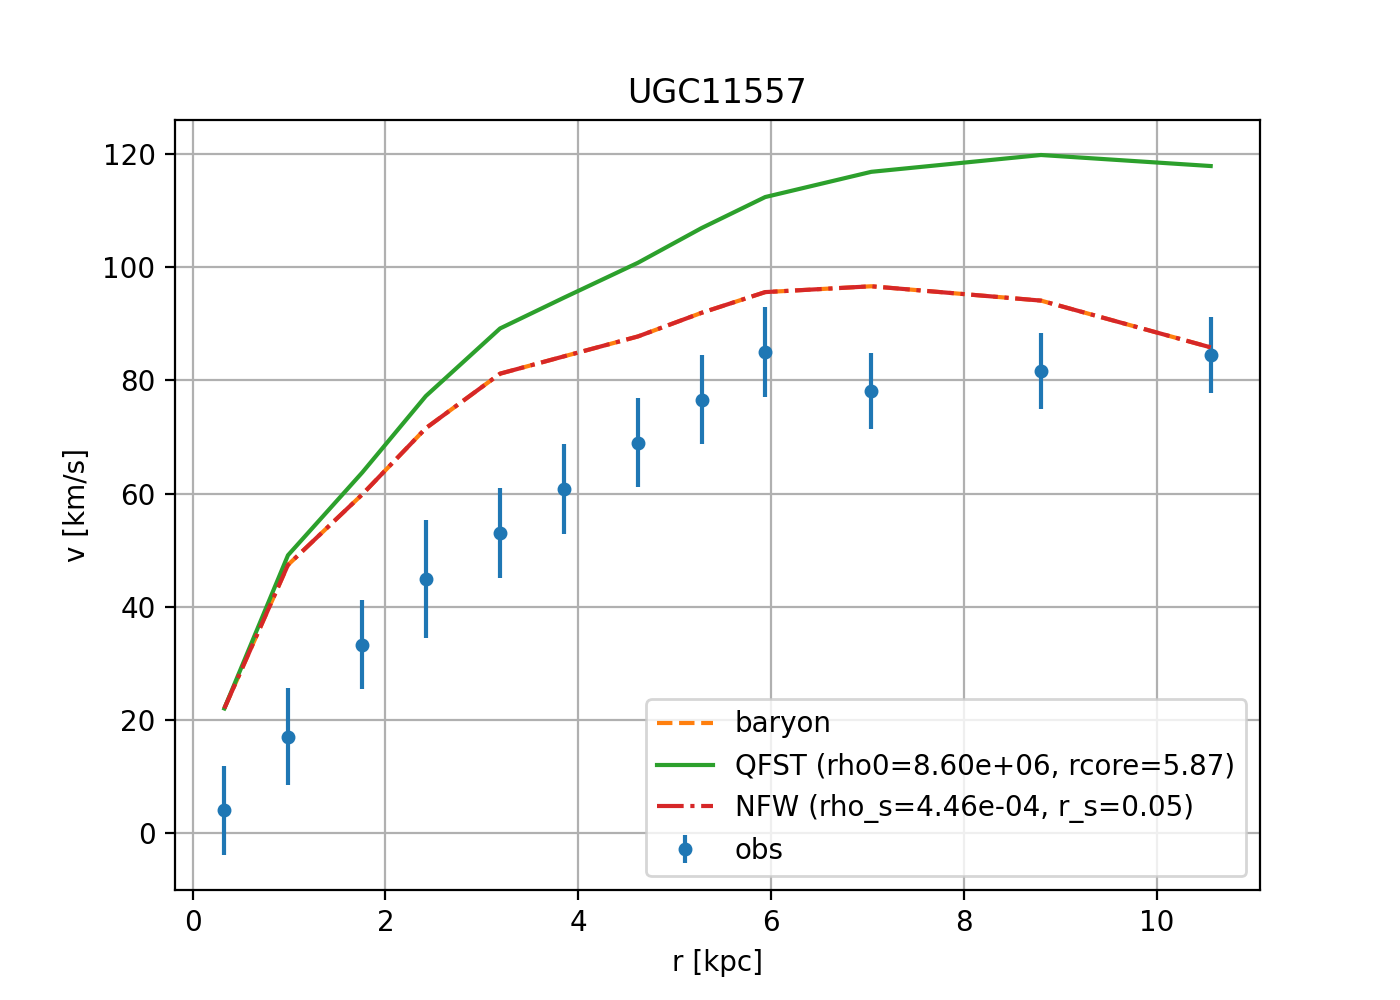 UGC11557
120
100
80
60
40
20
0
v [km/s]
baryon
QFST (rho0=8.60e+06, rcore=5.87)
NFW (rho_s=4.46e-04, r_s=0.05)
obs
0 2 4 6 8 10
r [kpc]